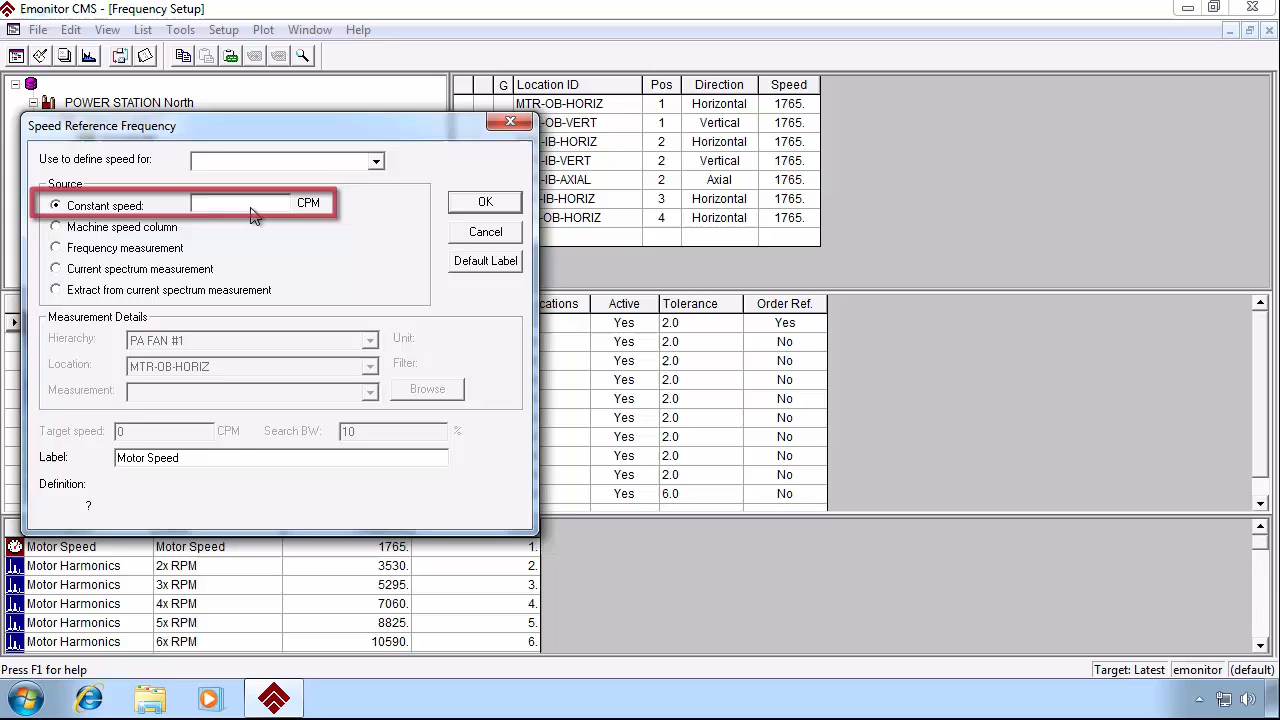 Emonitor CMS - [Frequency Setup]
File Edit View List Tools Setup Plot Window Help
POWER STATION North
G Location ID Pos Direction Speed
MTR-OB-HORIZ 1 Horizontal 1765.
-OB-VERT 1 Vertical 1765.
-IB-HORIZ 2 Horizontal 1765.
-IB-VERT 2 Vertical 1765.
-IB-AXIAL 2 Axial 1765.
-IB-HORIZ 3 Horizontal 1765.
-OB-HORIZ 4 Horizontal 1765.
Speed Reference Frequency
Use to define speed for:
Source
Constant speed: CPM
Machine speed column
Frequency measurement
Current spectrum measurement
Extract from current spectrum measurement
OK
Cancel
Default Label
Measurement Details
Hierarchy: PA FAN #1 Unit:
Location: MTR-OB-HORIZ Filter:
Measurement: Browse
Target speed: 0 CPM Search BW: 10 %
Label: Motor Speed
Definition:
?
cations Active Tolerance Order Ref.
Yes 2.0 Yes
Yes 2.0 No
Yes 2.0 No
Yes 2.0 No
Yes 2.0 No
Yes 2.0 No
Yes 2.0 No
Yes 2.0 No
Yes 2.0 No
Yes 6.0 No
Motor Speed Motor Speed 1765. 1.
Motor Harmonics 2x RPM 3530. 2.
Motor Harmonics 3x RPM 5295. 3.
Motor Harmonics 4x RPM 7060. 4.
Motor Harmonics 5x RPM 8825. 5.
Motor Harmonics 6x RPM 10590. 6.
Press F1 for help
Target: Latest emonitor (default)